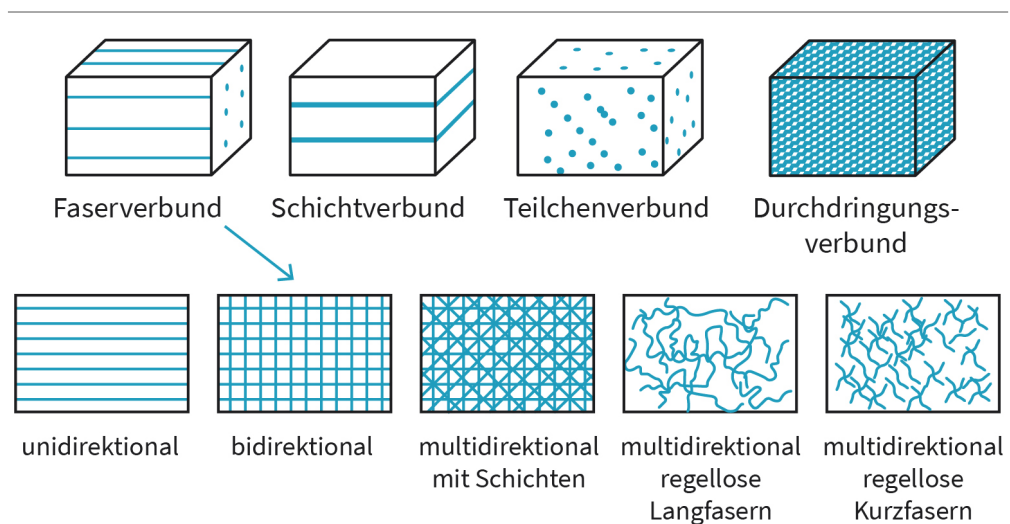 Faserverbund
Schichtverbund
Teilchenverbund
Durchdringungs-
verbund
unidirektional
bidirektional
multidirektional
mit Schichten
multidirektional
regellose
Langfasern
multidirektional
regellose
Kurzfasern